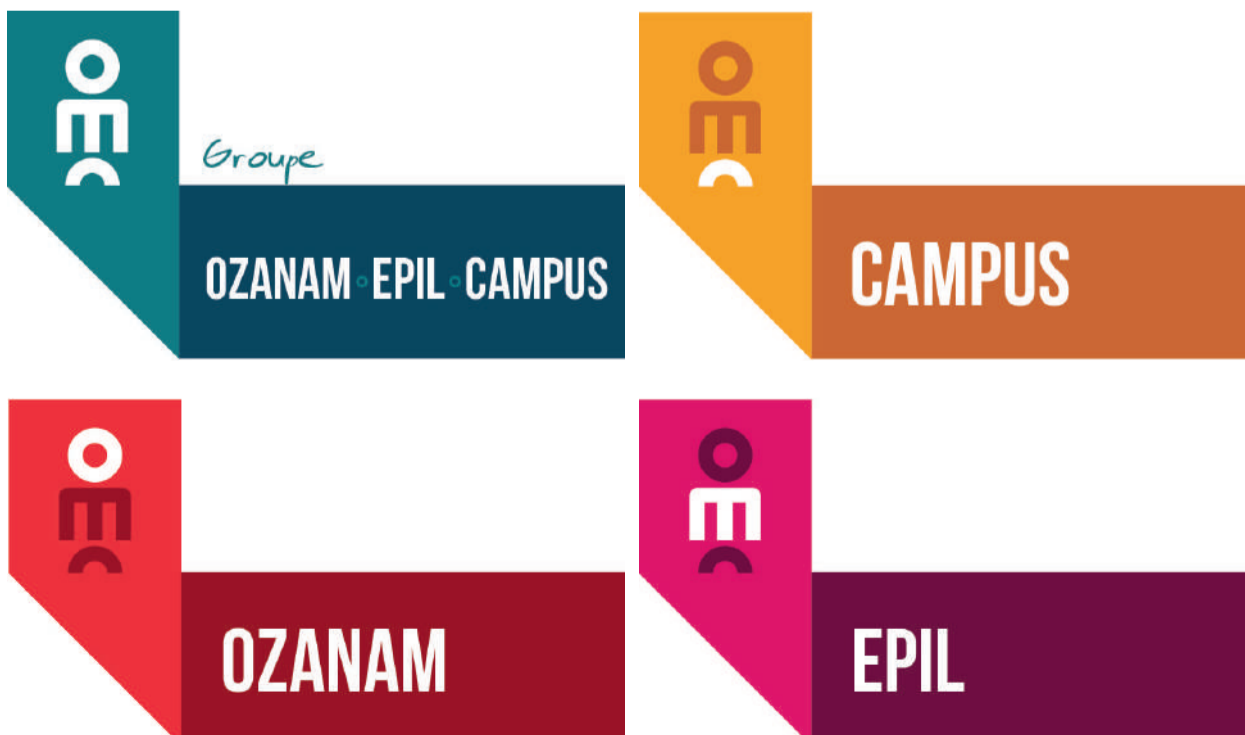 oec
Groupe
OZANAM EPIL CAMPUS
oec
CAMPUS
oec
OZANAM
oec
EPIL